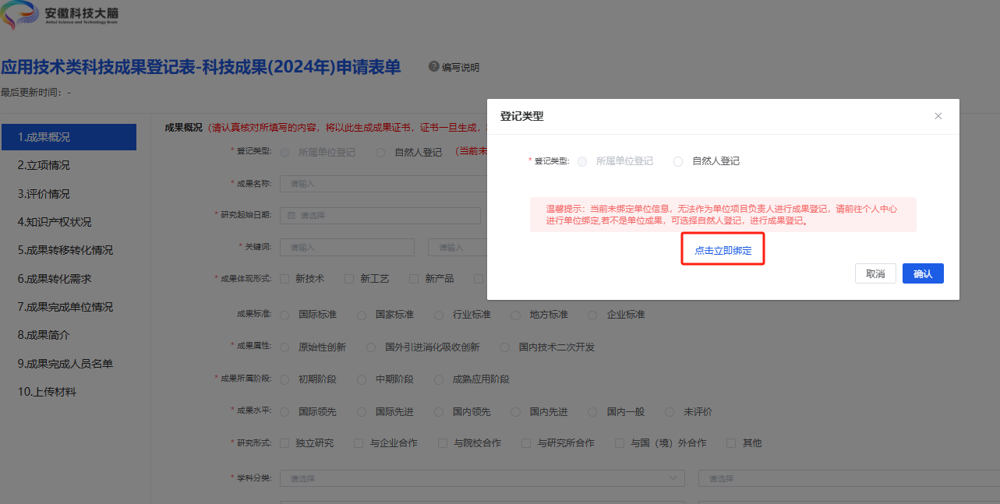 安徽科技大脑
Anhui Science and Technology Brain
应用技术类科技成果登记表-科技成果(2024年)申请表单
? 编写说明
最后更新时间： -
1.成果概况
2.立项情况
3.评价情况
4.知识产权状况
5.成果转移转化情况
6.成果转化需求
7.成果完成单位情况
8.成果简介
9.成果完成人员名单
10.上传材料
成果概况（请认真核对所填写的内容，将以此生成成果证书，证书一旦生成，
* 登记类型: 所属单位登记 自然人登记 （当前未
* 成果名称: 请输入
* 研究起始日期: 请选择
* 关键词: 请输入 请输入
* 成果体现形式: 新技术 新工艺 新产品
成果标准: 国际标准 国家标准 行业标准 地方标准 企业标准
* 成果属性: 原始性创新 国外引进消化吸收创新 国内技术二次开发
* 成果所属阶段: 初期阶段 中期阶段 成熟应用阶段
* 成果水平: 国际领先 国际先进 国内领先 国内先进 国内一般 未评价
* 研究形式: 独立研究 与企业合作 与院校合作 与研究所合作 与国（境）外合作 其他
* 学科分类: 请选择 请选择
登记类型
* 登记类型: 所属单位登记 自然人登记
温馨提示：当前未绑定单位信息，无法作为单位项目负责人进行成果登记，请前往个人中心
进行单位绑定,若不是单位成果，可选择自然人登记，进行成果登记。
点击立即绑定
取消 确认